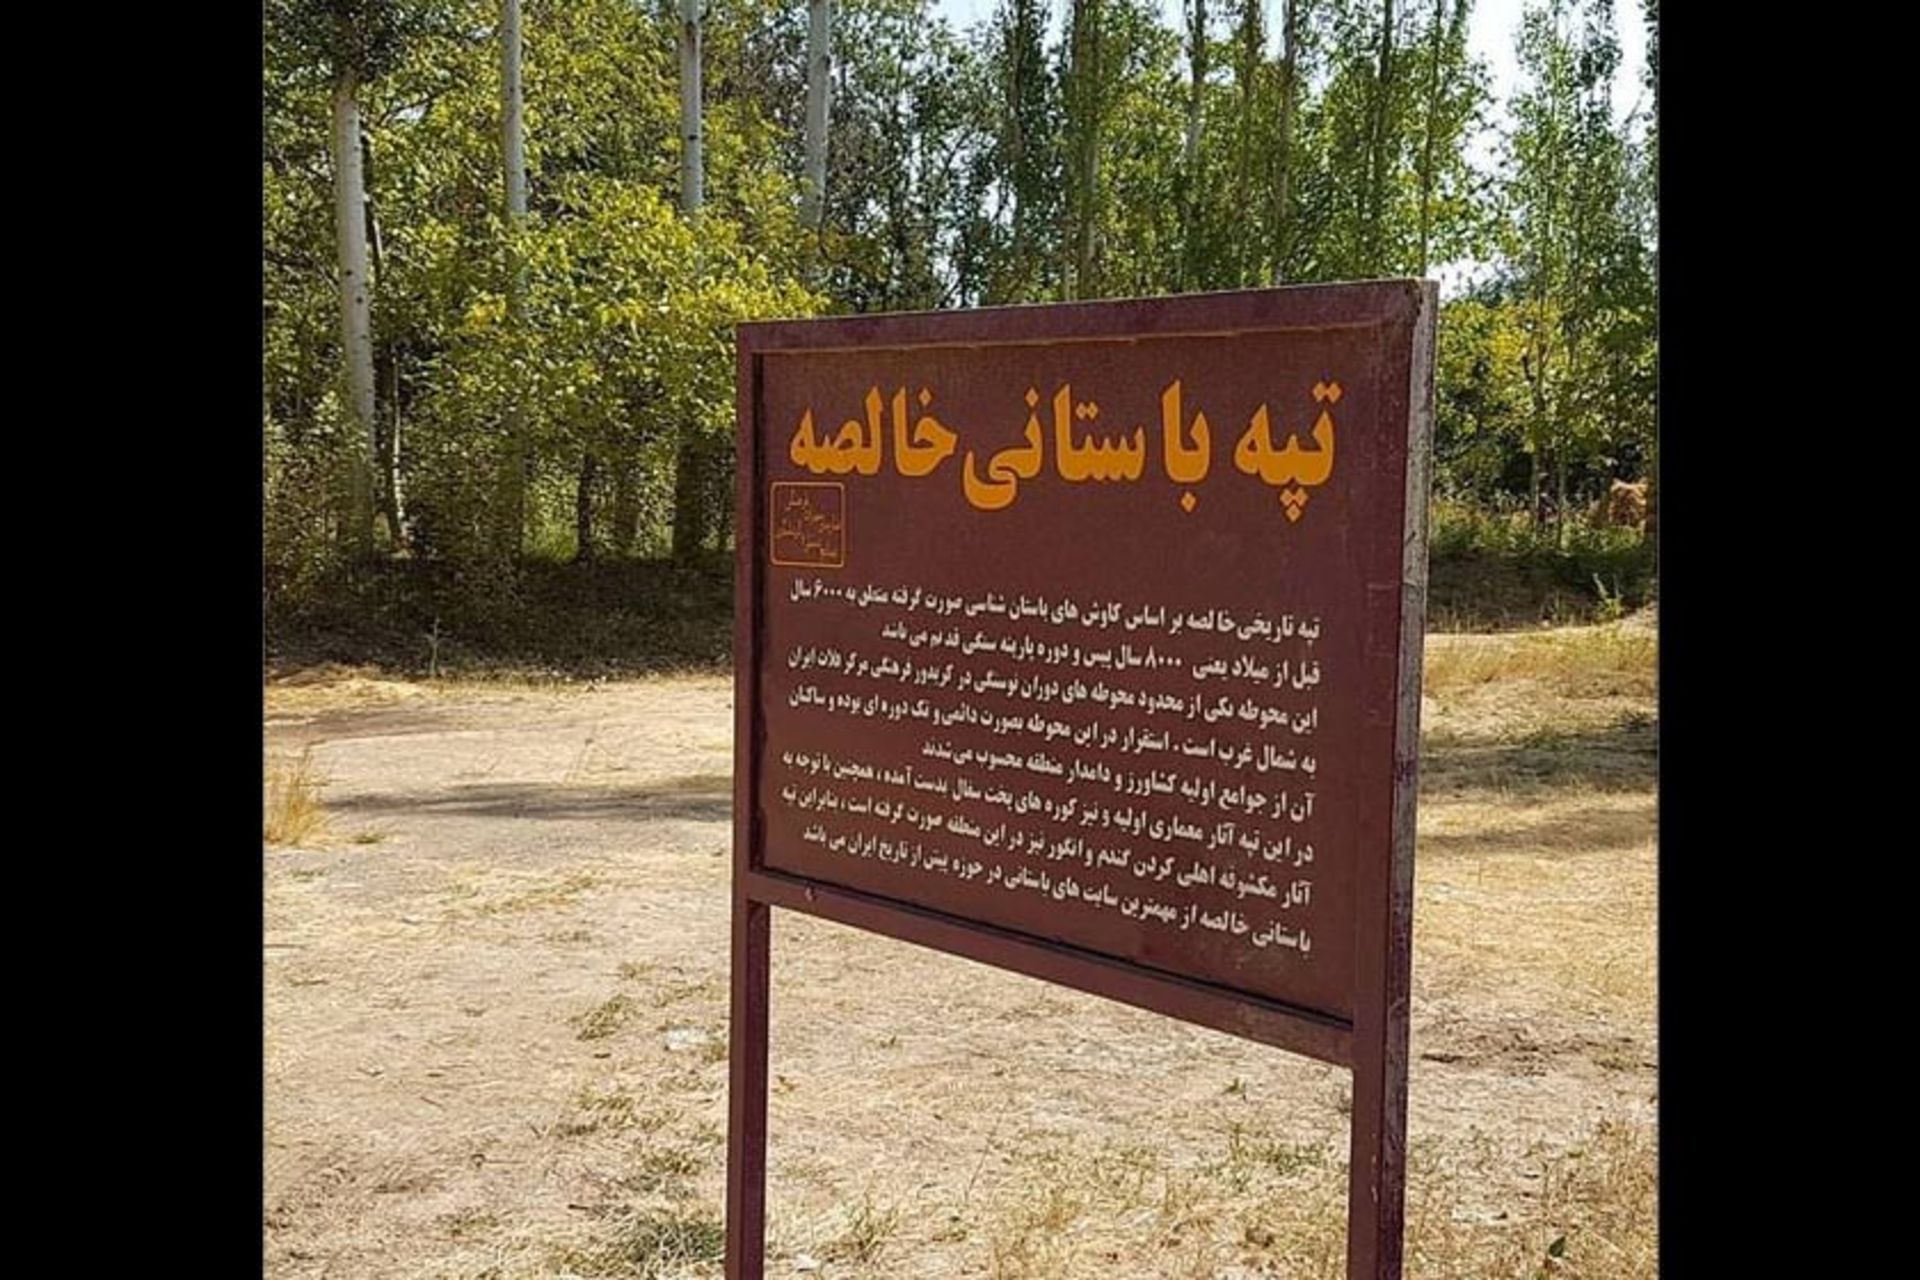 تپه باستانی خالصه
تپه تاریخی خالصه بر اساس کاوش های باستان شناسی صورت گرفته متعلق به ۶۰۰۰ سال
قبل از میلاد یعنی ۸۰۰۰ سال پیش و دوره پارینه سنگی قدیم می باشد
این محوطه یکی از محدود محوطه های دوران نوسنگی در کریدور فرهنگی مرکز فلات ایران
به شمال غرب است . استقرار در این محوطه بصورت دائمی و تک دوره ای بوده و ساکنان
آن از جوامع اولیه کشاورز و دامدار منطقه محسوب می شدند
در این تپه آثار معماری اولیه و نیز کوره های پخت سفال بدست آمده ، همچنین با توجه به
آثار مکشوفه اهلی کردن گندم و انگور نیز در این منطقه صورت گرفته است ، بنابراین تپه
باستانی خالصه از مهمترین سایت های باستانی در حوزه پیش از تاریخ ایران می باشد